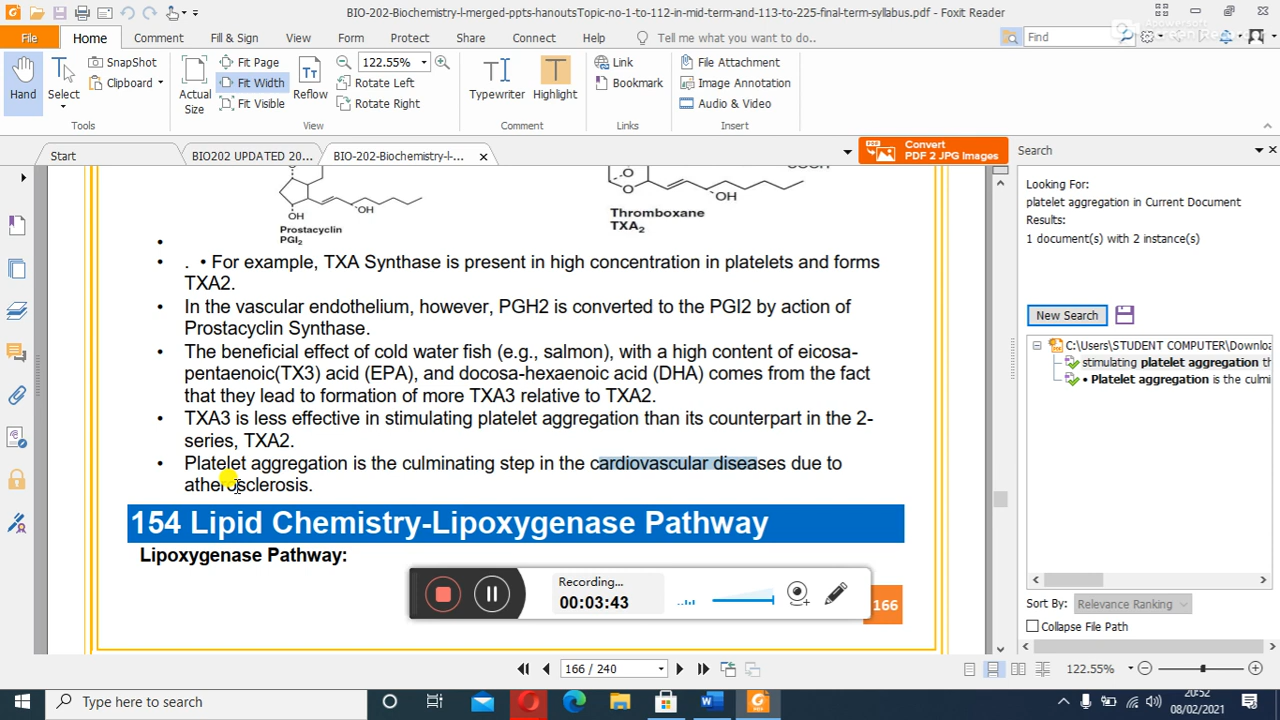 BIO-202-Biochemistry-I-concepts-handoutsTopic-no-1-to-112-in-midterm-and-113-to-225-final-term-syllabus.pdf - Foxit Reader
File Home Comment Fill & Sign View Form Protect Share Connect Help Tell me what you want to do.. Find
Hand
Select
SnapShot
Clipboard
Tools
Actual Size
Fit Page
Fit Width
Fit Visible
Reflow
122.55%
Rotate Left
Rotate Right
View
Typewriter
Highlight
Comment
Link
Bookmark
Links
File Attachment
Image Annotation
Audio & Video
Insert
Start BIO202 UPDATED 20... BIO-202-Biochemistry-I-...
Convert
PDF 2 JPG Images
OH
OH
Prostacyclin
PGI2
O
O
OH
Thromboxane
TXA2
•
• . • For example, TXA Synthase is present in high concentration in platelets and forms
TXA2.
• In the vascular endothelium, however, PGH2 is converted to the PGI2 by action of
Prostacyclin Synthase.
• The beneficial effect of cold water fish (e.g., salmon), with a high content of eicosa-
pentaenoic(TX3) acid (EPA), and docosa-hexaenoic acid (DHA) comes from the fact
that they lead to formation of more TXA3 relative to TXA2.
• TXA3 is less effective in stimulating platelet aggregation than its counterpart in the 2-
series, TXA2.
• Platelet aggregation is the culminating step in the cardiovascular diseases due to
atherosclerosis.
154 Lipid Chemistry-Lipoxygenase Pathway
Lipoxygenase Pathway:
166
Recording...
00:03:43
Search
Looking For:
platelet aggregation in Current Document
Results:
1 document(s) with 2 instance(s)
New Search
C:\Users\STUDENT COMPUTER\Downloa
stimulating platelet aggregation th
• Platelet aggregation is the culmi
Sort By: Relevance Ranking
Collapse File Path
166 / 240
122.55%
Type here to search
20:52
08/02/2021